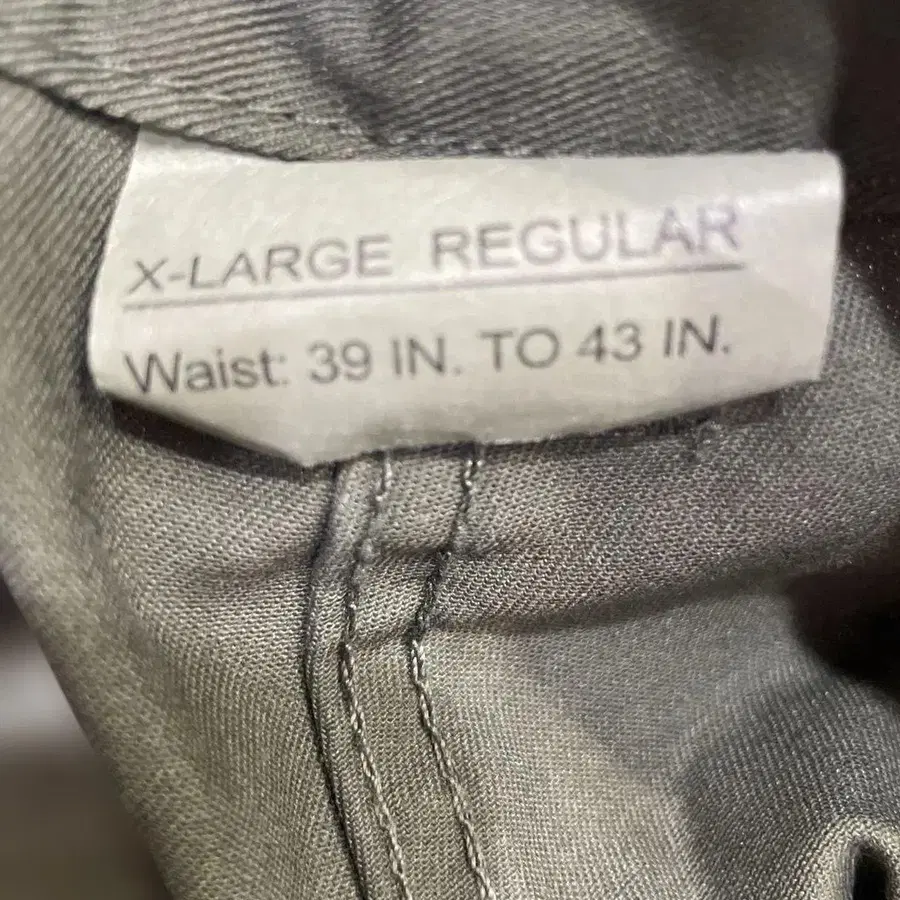 X-LARGE REGULAR
Waist: 39 IN. TO 43 IN.